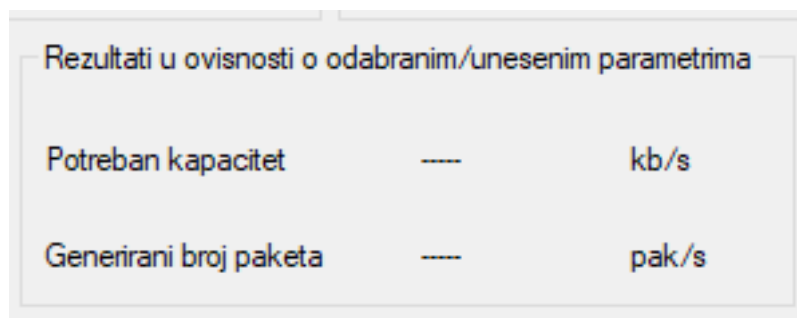 Rezultati u ovisnosti o odabranim/unesenim parametrima
Potreban kapacitet ----- kb/s
Generirani broj paketa ----- pak/s